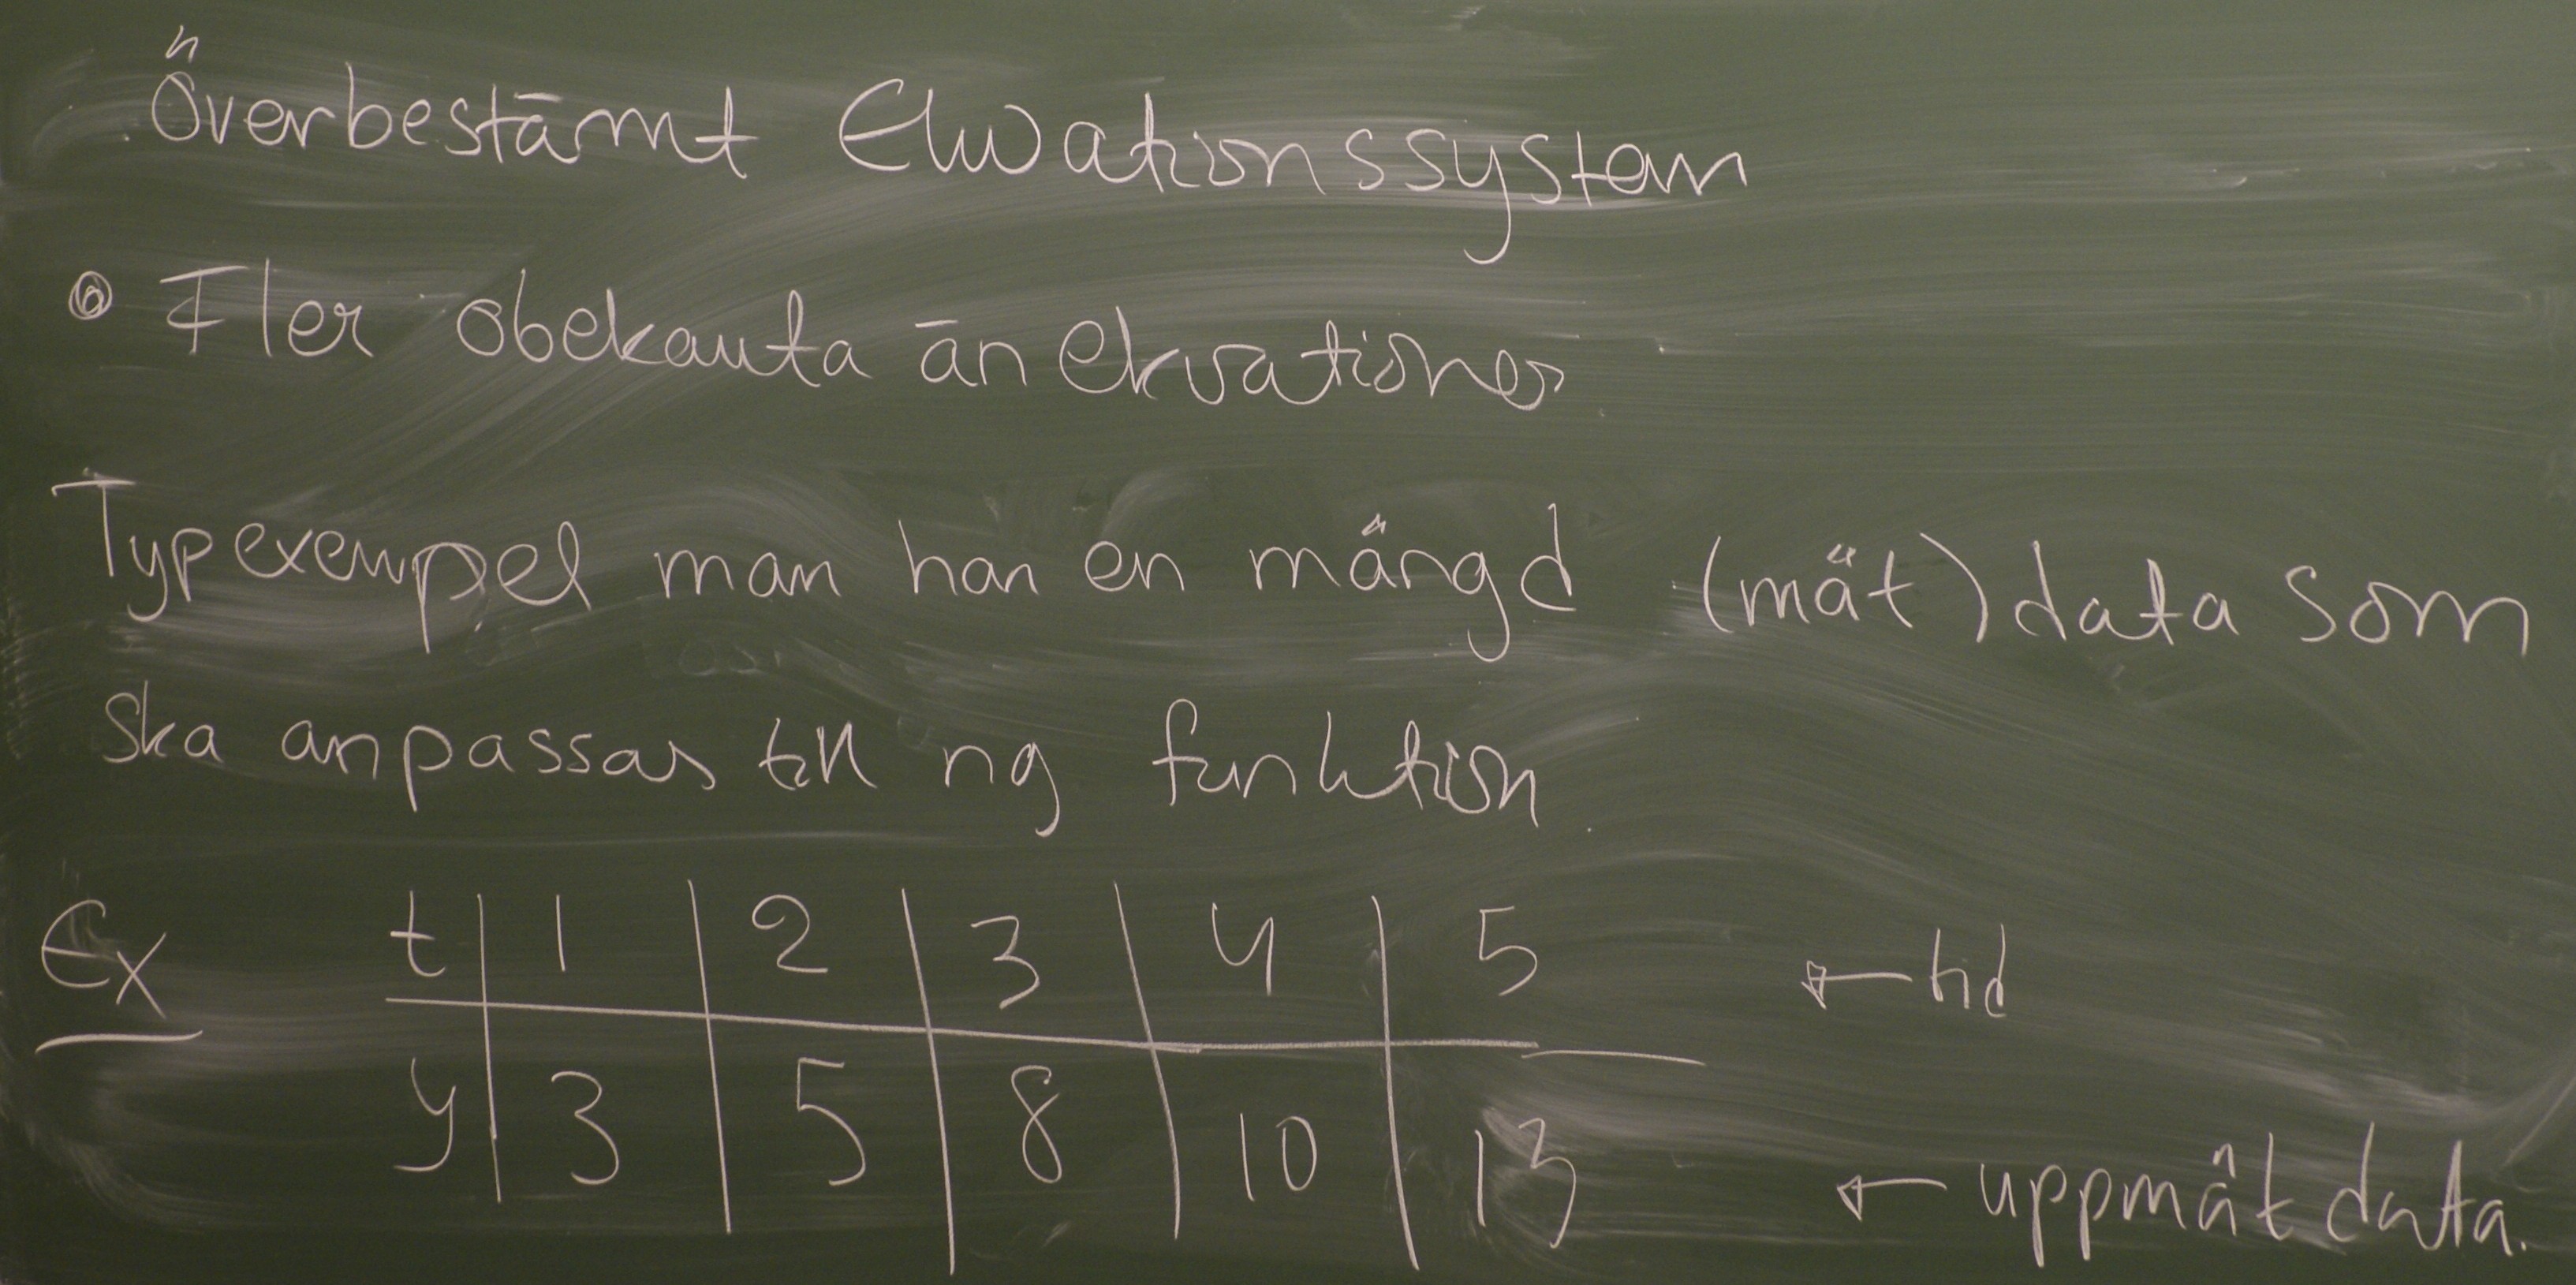 Överbestämt Ekvationssystem
• Fler obekanta än ekvationer
Typexempel man har en mängd (mät)data som
ska anpassas till ng funktion.
Ex t | 1 | 2 | 3 | 4 | 5 ← tid
y | 3 | 5 | 8 | 10 | 13 ← uppmät data.